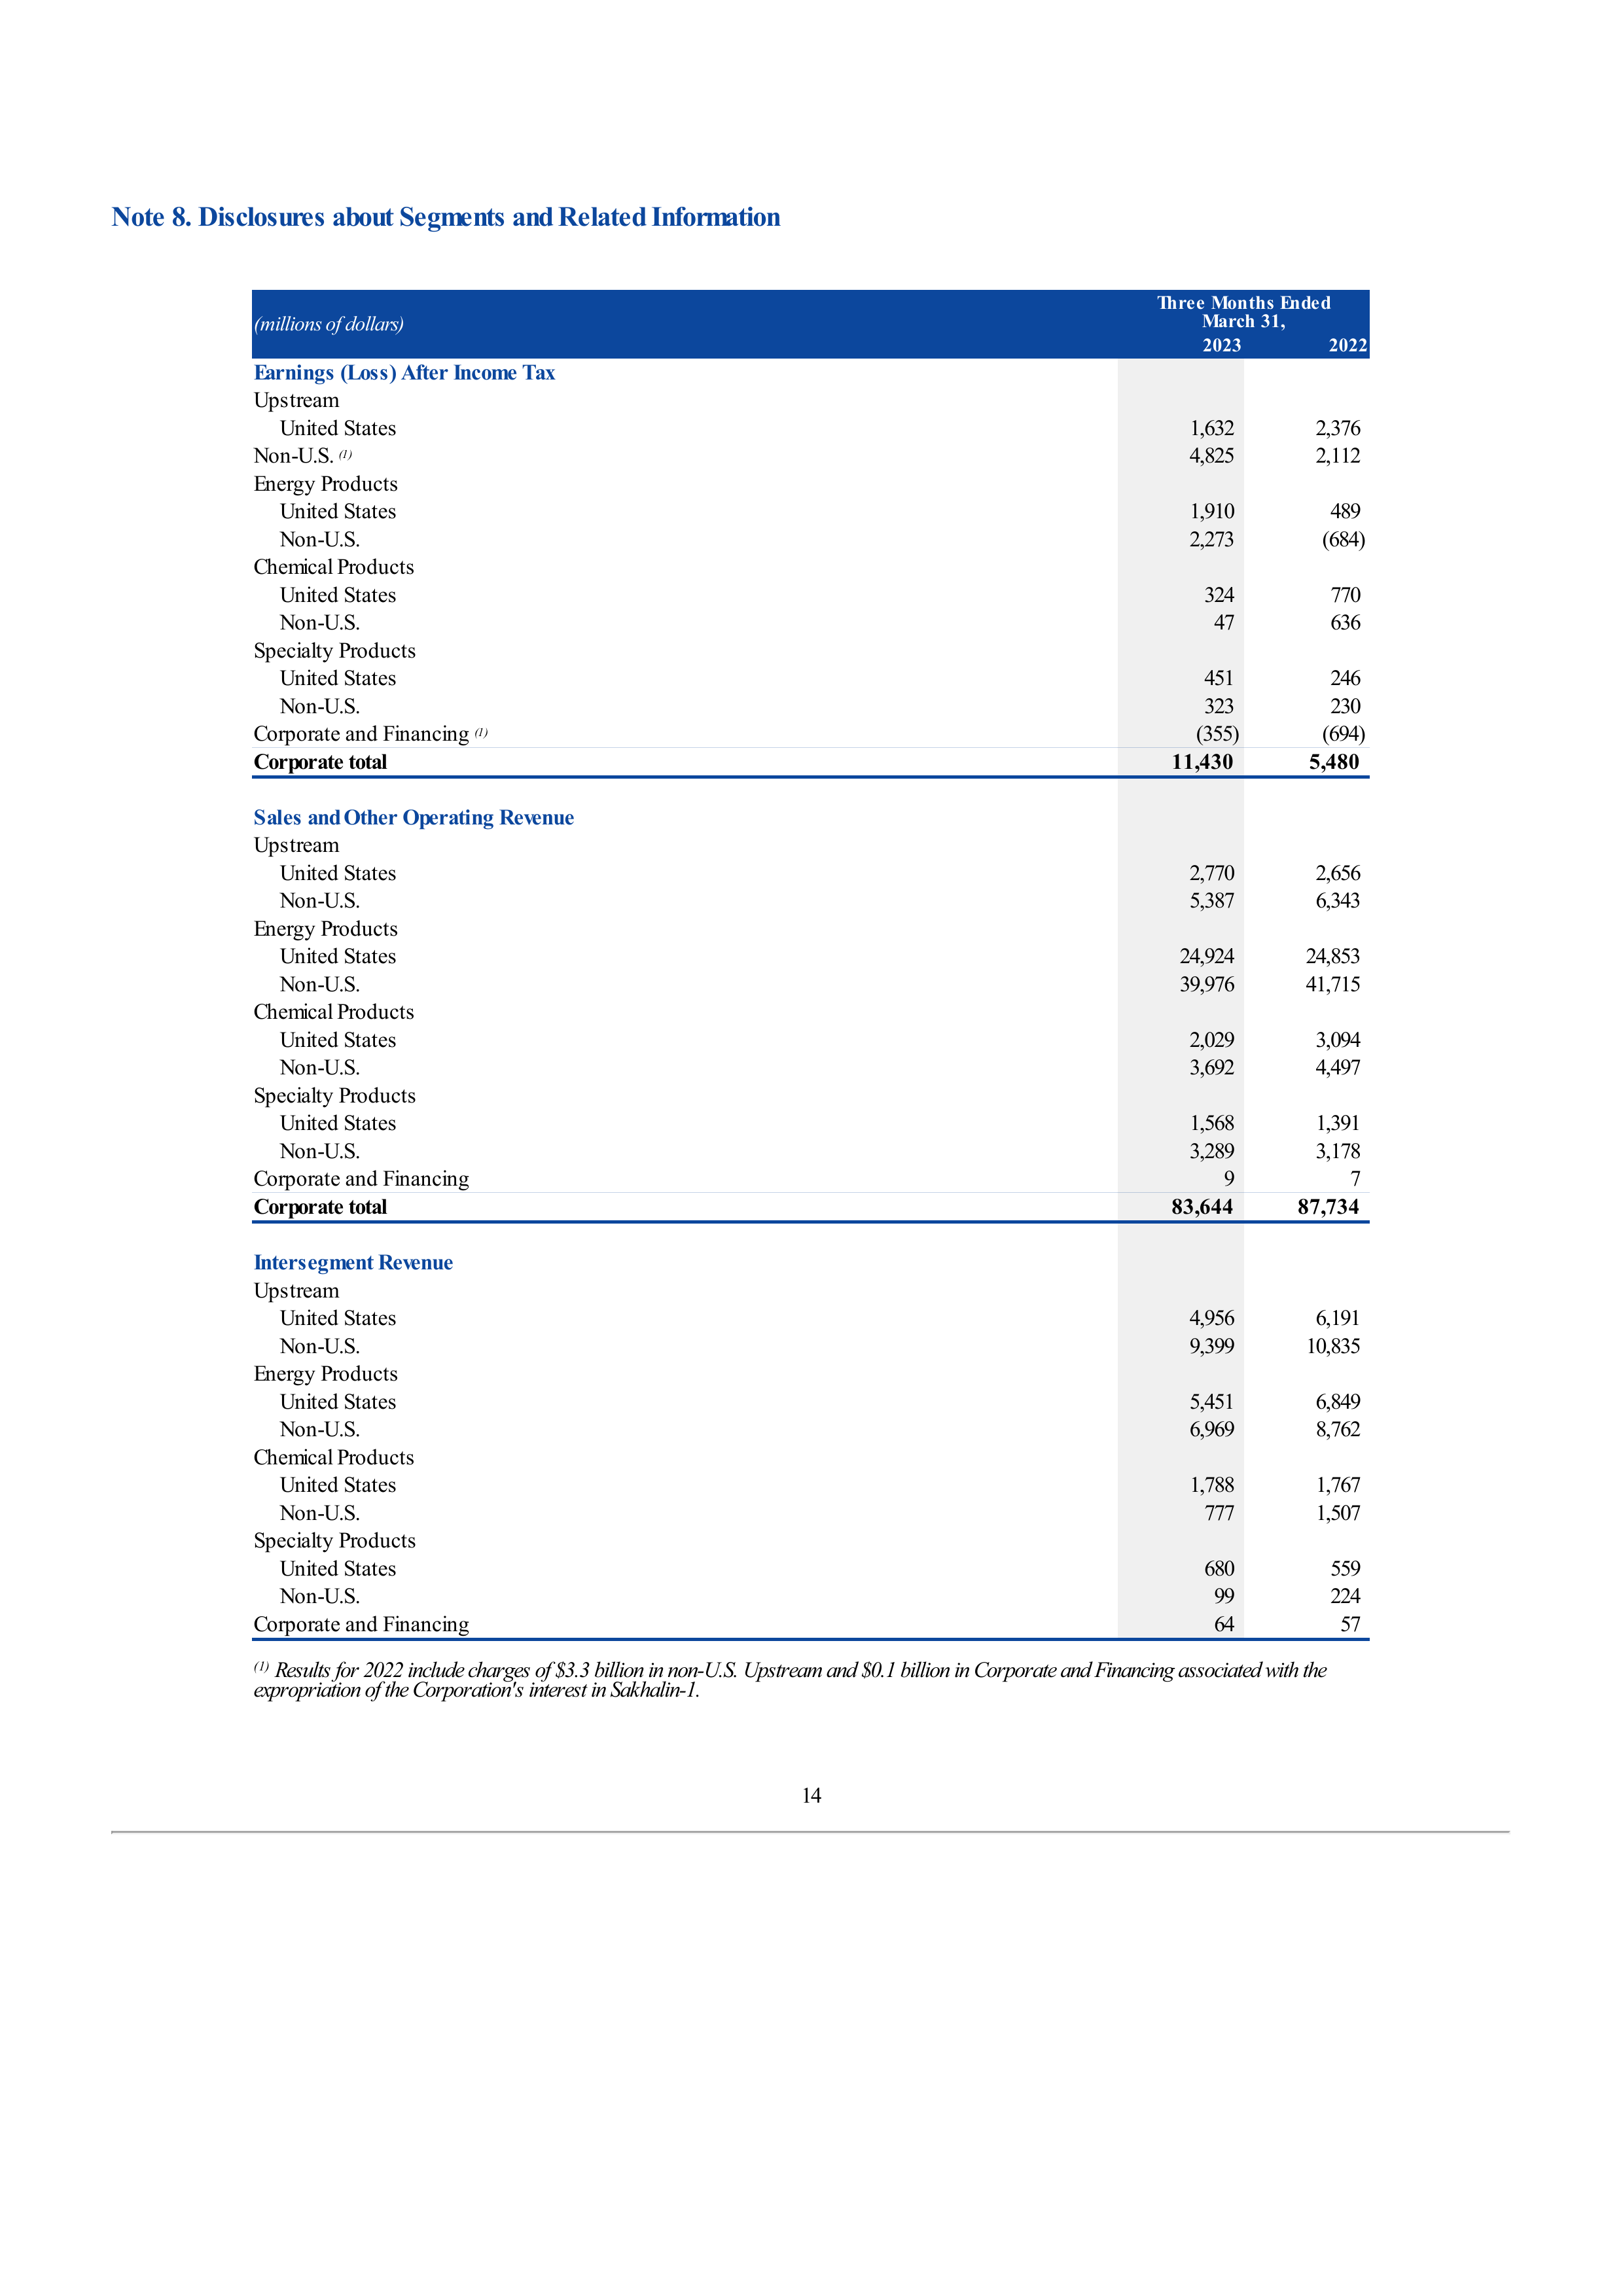 Note 8. Disclosures about Segments and Related Information
Three Months Ended
(millions of dollars) March 31,
2023 2022
Earnings (Loss) After Income Tax
Upstream
United States 1,632 2,376
Non-U.S. (1) 4,825 2,112
Energy Products
United States 1,910 489
Non-U.S. 2,273 (684)
Chemical Products
United States 324 770
Non-U.S. 47 636
Specialty Products
United States 451 246
Non-U.S. 323 230
Corporate and Financing (1) (355) (694)
Corporate total 11,430 5,480
Sales and Other Operating Revenue
Upstream
United States 2,770 2,656
Non-U.S. 5,387 6,343
Energy Products
United States 24,924 24,853
Non-U.S. 39,976 41,715
Chemical Products
United States 2,029 3,094
Non-U.S. 3,692 4,497
Specialty Products
United States 1,568 1,391
Non-U.S. 3,289 3,178
Corporate and Financing 9 7
Corporate total 83,644 87,734
Intersegment Revenue
Upstream
United States 4,956 6,191
Non-U.S. 9,399 10,835
Energy Products
United States 5,451 6,849
Non-U.S. 6,969 8,762
Chemical Products
United States 1,788 1,767
Non-U.S. 777 1,507
Specialty Products
United States 680 559
Non-U.S. 99 224
Corporate and Financing 64 57
(1) Results for 2022 include charges of $3.3 billion in non-U.S. Upstream and $0.1 billion in Corporate and Financing associated with the
expropriation of the Corporation's interest in Sakhalin-1.
14